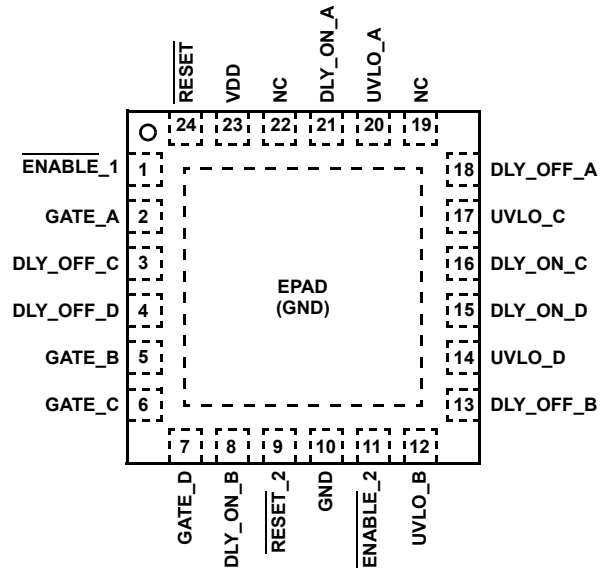 RESET
VDD
NC
DLY_ON_A
UVLO_A
NC
24 23 22 21 20 19
ENABLE_1 1
GATE_A 2
DLY_OFF_C 3
DLY_OFF_D 4
GATE_B 5
GATE_C 6
EPAD
(GND)
18 DLY_OFF_A
17 UVLO_C
16 DLY_ON_C
15 DLY_ON_D
14 UVLO_D
13 DLY_OFF_B
7 8 9 10 11 12
GATE_D
DLY_ON_B
RESET_2
GND
ENABLE_2
UVLO_B